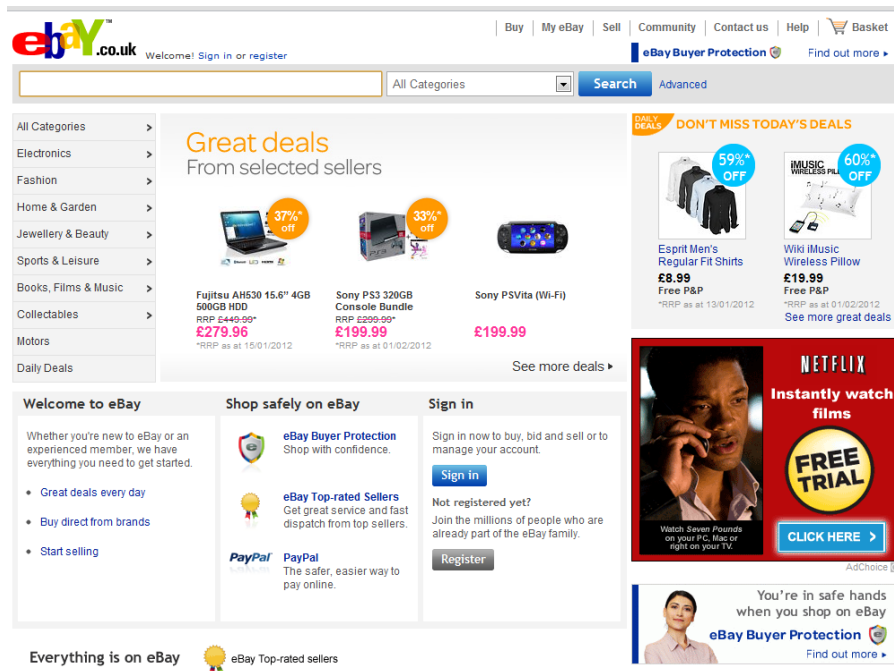 Buy My eBay Sell Community Contact us Help Basket
ebaY™.co.uk
Welcome! Sign in or register
eBay Buyer Protection Find out more
All Categories Search Advanced
All Categories
Electronics
Fashion
Home & Garden
Jewellery & Beauty
Sports & Leisure
Books, Films & Music
Collectables
Motors
Daily Deals
Great deals
From selected sellers
37%*
off
Fujitsu AH530 15.6" 4GB
500GB HDD
RRP £449.99*
£279.96
*RRP as at 15/01/2012
33%*
off
Sony PS3 320GB
Console Bundle
RRP £299.99*
£199.99
*RRP as at 01/02/2012
Sony PSVita (Wi-Fi)
£199.99
See more deals
DAILY
DEALS
DON'T MISS TODAY'S DEALS
59%*
OFF
Esprit Men's
Regular Fit Shirts
£8.99
Free P&P
*RRP as at 13/01/2012
iMUSIC
WIRELESS
60%*
OFF
Wiki iMusic
Wireless Pillow
£19.99
Free P&P
*RRP as at 01/02/2012
See more great deals
NETFLIX
Instantly watch
films
FREE
TRIAL
CLICK HERE
Watch Seven Pounds
on your PC, Mac or
right on your TV.
AdChoice
Welcome to eBay
Whether you're new to eBay or an
experienced member, we have
everything you need to get started.
Great deals every day
Buy direct from brands
Start selling
Shop safely on eBay
eBay Buyer Protection
Shop with confidence.
eBay Top-rated Sellers
Get great service and fast
dispatch from top sellers.
PayPal PayPal
The safer, easier way to
pay online.
Sign in
Sign in now to buy, bid and sell or to
manage your account.
Sign in
Not registered yet?
Join the millions of people who are
already part of the eBay family.
Register
You're in safe hands
when you shop on eBay
eBay Buyer Protection
Find out more
Everything is on eBay eBay Top-rated sellers